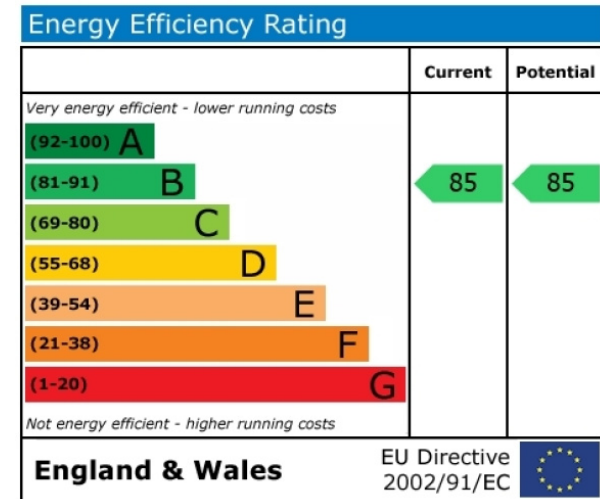 Energy Efficiency Rating
Current Potential
Very energy efficient - lower running costs
(92-100) A
(81-91) B 85 85
(69-80) C
(55-68) D
(39-54) E
(21-38) F
(1-20) G
Not energy efficient - higher running costs
England & Wales
EU Directive
2002/91/EC